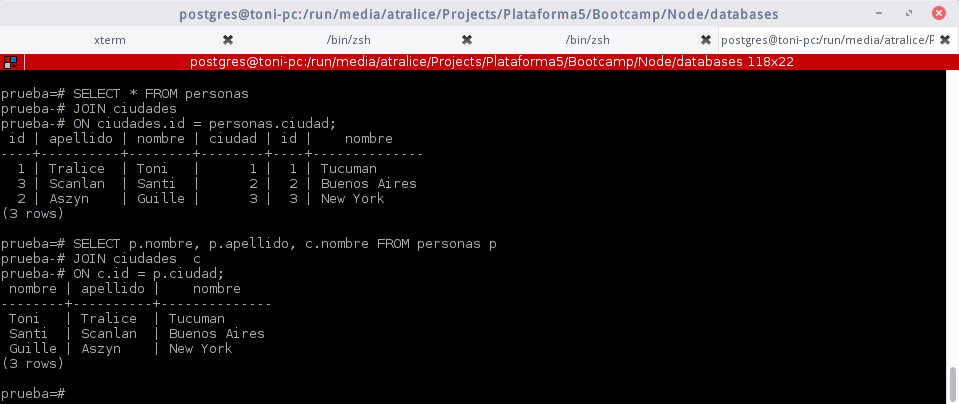 postgres@toni-pc:/run/media/atralice/Projects/Plataforma5/Bootcamp/Node/databases
xterm ✖ /bin/zsh ✖ /bin/zsh ✖ postgres@toni-pc:/run/media/atralice/P ✖
postgres@toni-pc:/run/media/atralice/Projects/Plataforma5/Bootcamp/Node/databases 118x22
prueba=# SELECT * FROM personas
prueba-# JOIN ciudades
prueba-# ON ciudades.id = personas.ciudad;
 id | apellido | nombre | ciudad | id |    nombre
----+----------+--------+--------+----+--------------
  1 | Tralice  | Toni   |      1 |  1 | Tucuman
  3 | Scanlan  | Santi  |      2 |  2 | Buenos Aires
  2 | Aszyn    | Guille |      3 |  3 | New York
(3 rows)
prueba=# SELECT p.nombre, p.apellido, c.nombre FROM personas p
prueba-# JOIN ciudades  c
prueba-# ON c.id = p.ciudad;
 nombre | apellido |    nombre
--------+----------+--------------
 Toni   | Tralice  | Tucuman
 Santi  | Scanlan  | Buenos Aires
 Guille | Aszyn    | New York
(3 rows)
prueba=#